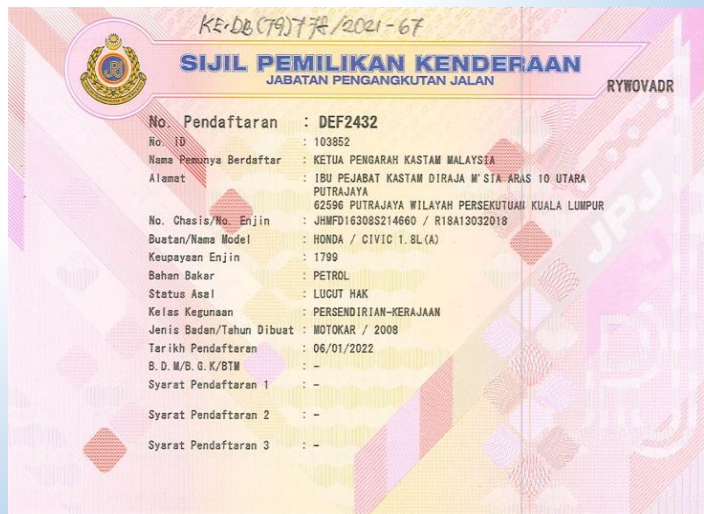 KE.DB(79)778/2021-67
SIJIL PEMILIKAN KENDERAAN
JABATAN PENGANGKUTAN JALAN
RYWOVADR
No. Pendaftaran : DEF2432
No. ID : 103852
Nama Pemunya Berdaftar : KETUA PENGARAH KASTAM MALAYSIA
Alamat : IBU PEJABAT KASTAM DIRAJA M'SIA ARAS 10 UTARA
PUTRAJAYA
62596 PUTRAJAYA WILAYAH PERSEKUTUAN KUALA LUMPUR
No. Chasis/No. Enjin : JHMFD16308S214660 / R18A13032018
Buatan/Nama Model : HONDA / CIVIC 1.8L(A)
Keupayaan Enjin : 1799
Bahan Bakar : PETROL
Status Asal : LUCUT HAK
Kelas Kegunaan : PERSENDIRIAN-KERAJAAN
Jenis Badan/Tahun Dibuat : MOTOKAR / 2008
Tarikh Pendaftaran : 06/01/2022
B.D.M/B.G.K/BTM : -
Syarat Pendaftaran 1 : -
Syarat Pendaftaran 2 : -
Syarat Pendaftaran 3 : -
JPJ